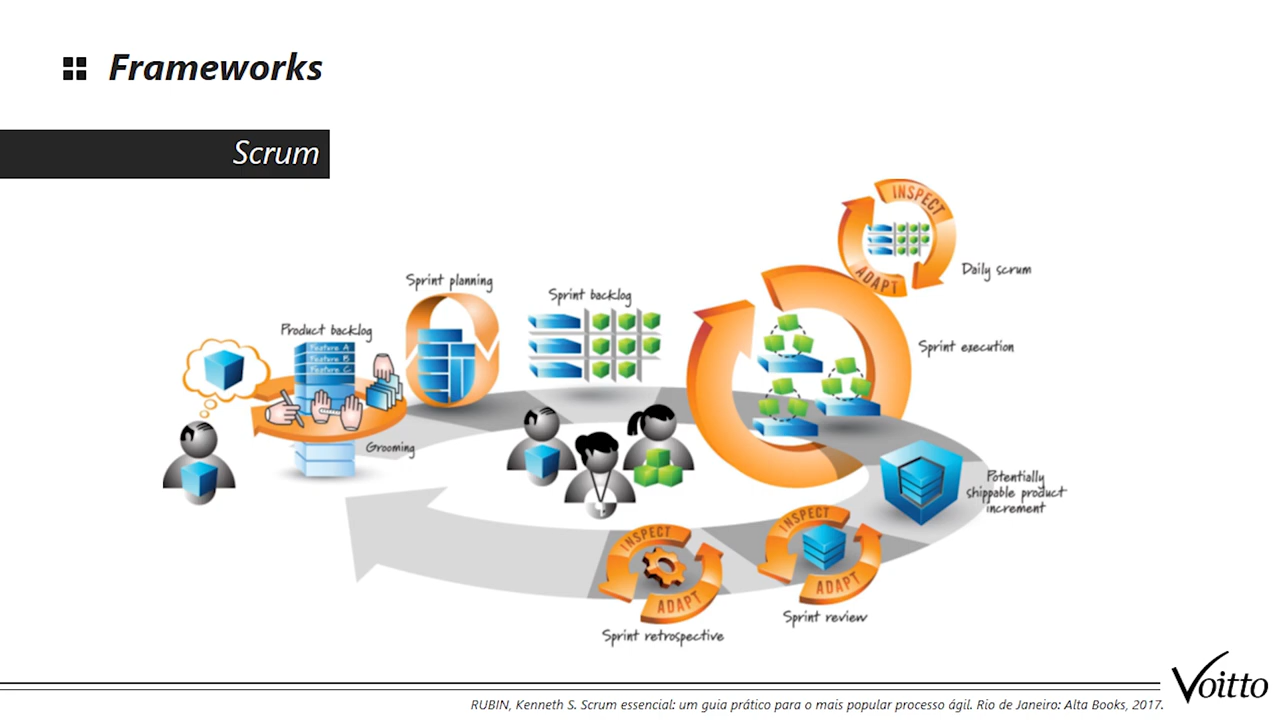 Frameworks
Scrum
INSPECT
ADAPT
Daily scrum
Sprint planning
Sprint backlog
Product backlog
Feature A
Feature B
Feature C
Sprint execution
Grooming
Potentially
shippable product
increment
INSPECT
ADAPT
Sprint review
INSPECT
ADAPT
Sprint retrospective
Voitto
RUBIN, Kenneth S. Scrum essencial: um guia prático para o mais popular processo ágil. Rio de Janeiro: Alta Books, 2017.